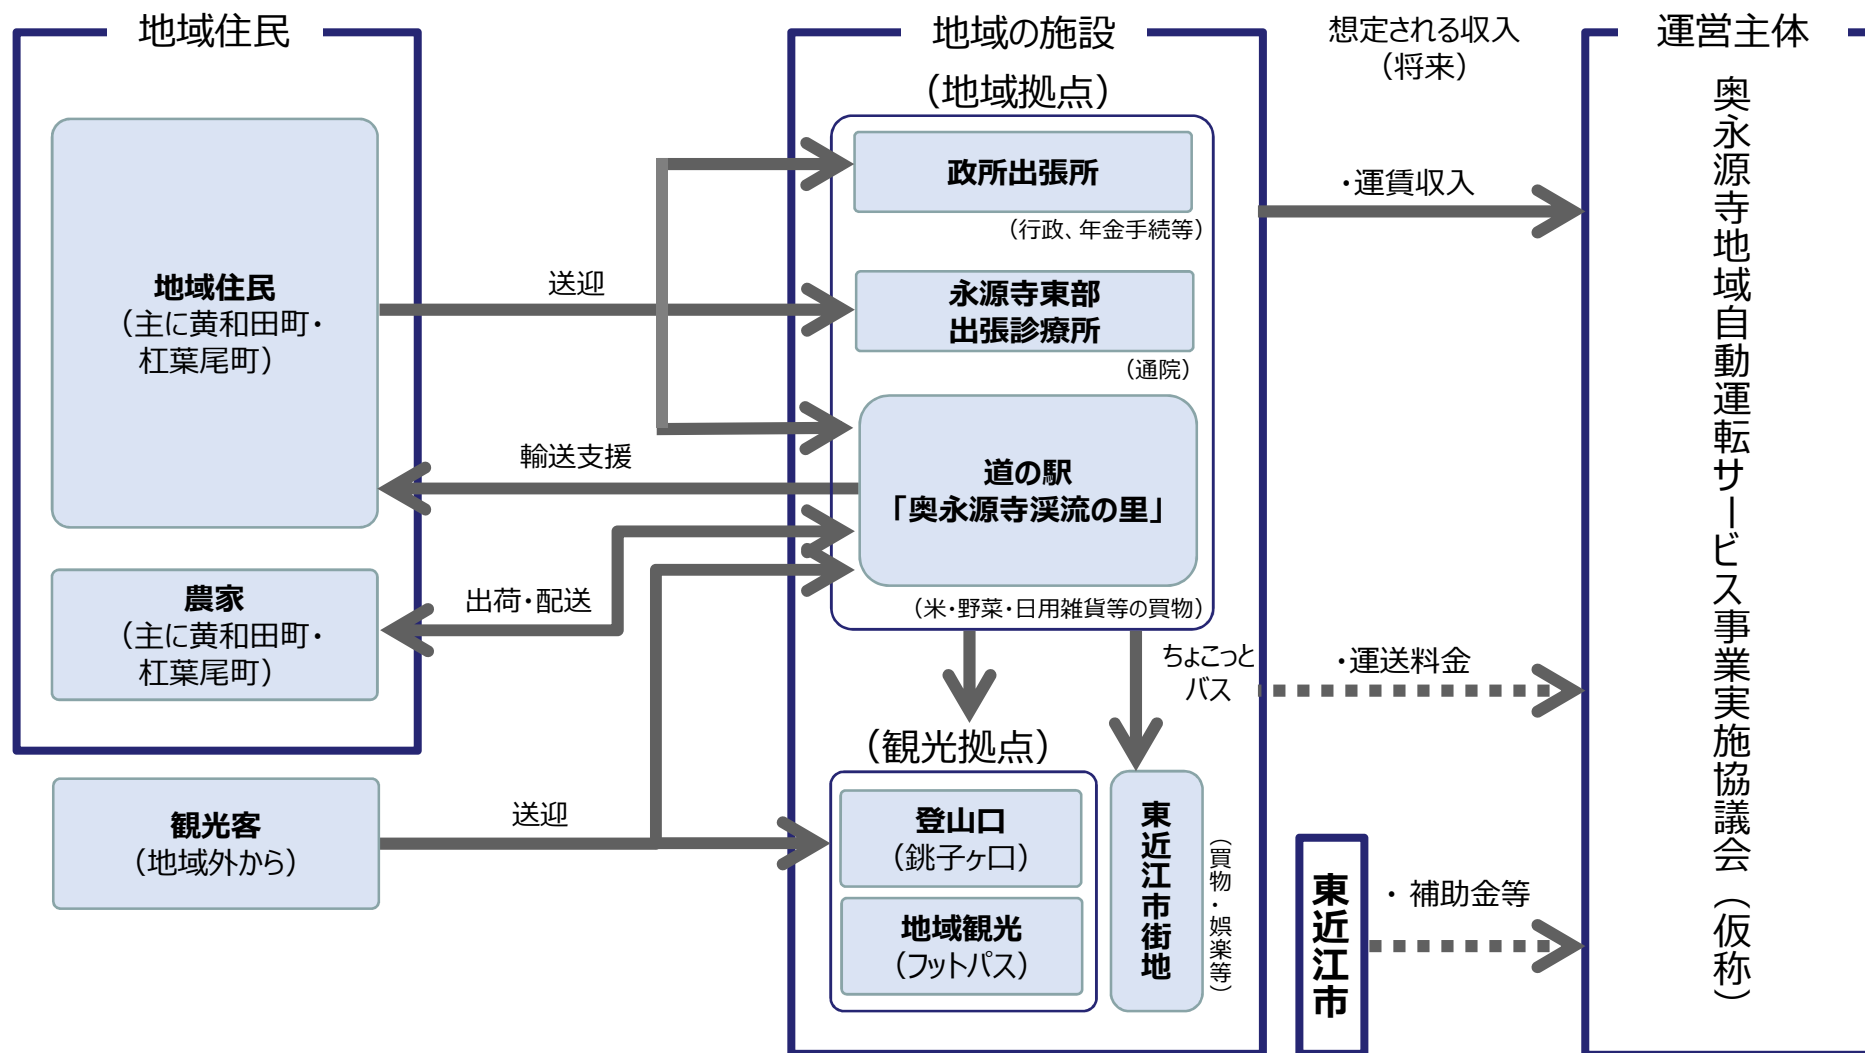 地域住民
地域住民
（主に黄和田町・
杠葉尾町）
農家
（主に黄和田町・
杠葉尾町）
観光客
（地域外から）
送迎
輸送支援
出荷・配送
送迎
地域の施設
（地域拠点）
政所出張所
（行政、年金手続等）
永源寺東部
出張診療所
（通院）
道の駅
「奥永源寺渓流の里」
（米・野菜・日用雑貨等の買物）
ちょこっと
バス
（観光拠点）
登山口
（銚子ヶ口）
地域観光
（フットパス）
東近江市街地
（買物・娯楽等）
想定される収入
（将来）
・運賃収入
・運送料金
・ 補助金等
東近江市
運営主体
奥永源寺地域自動運転サービス事業実施協議会（仮称）